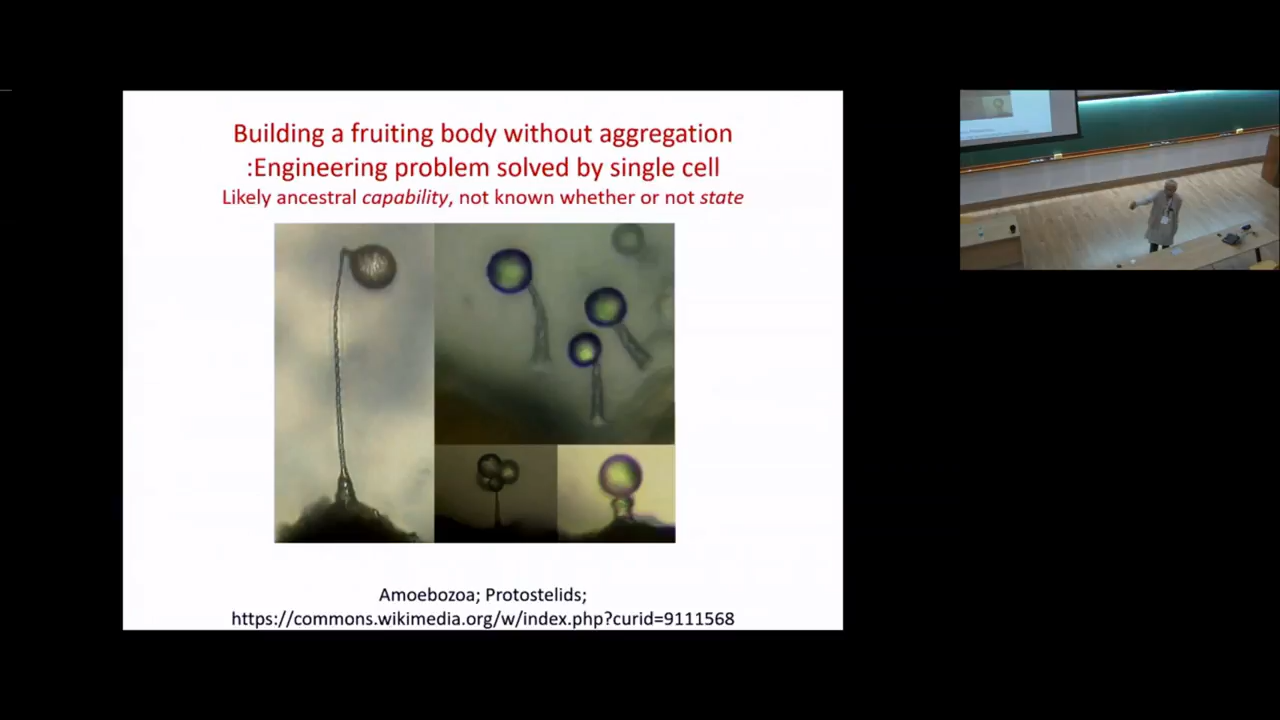 Building a fruiting body without aggregation
:Engineering problem solved by single cell
Likely ancestral capability, not known whether or not state
Amoebozoa; Protostelids;
https://commons.wikimedia.org/w/index.php?curid=9111568